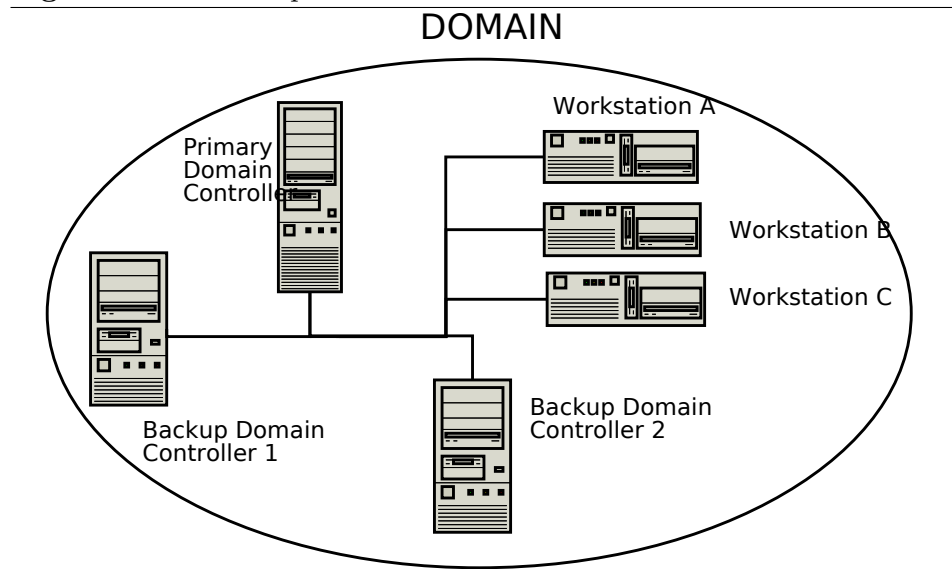 DOMAIN
Workstation A
Primary
Domain
Controller
Workstation B
Workstation C
Backup Domain
Controller 2
Backup Domain
Controller 1